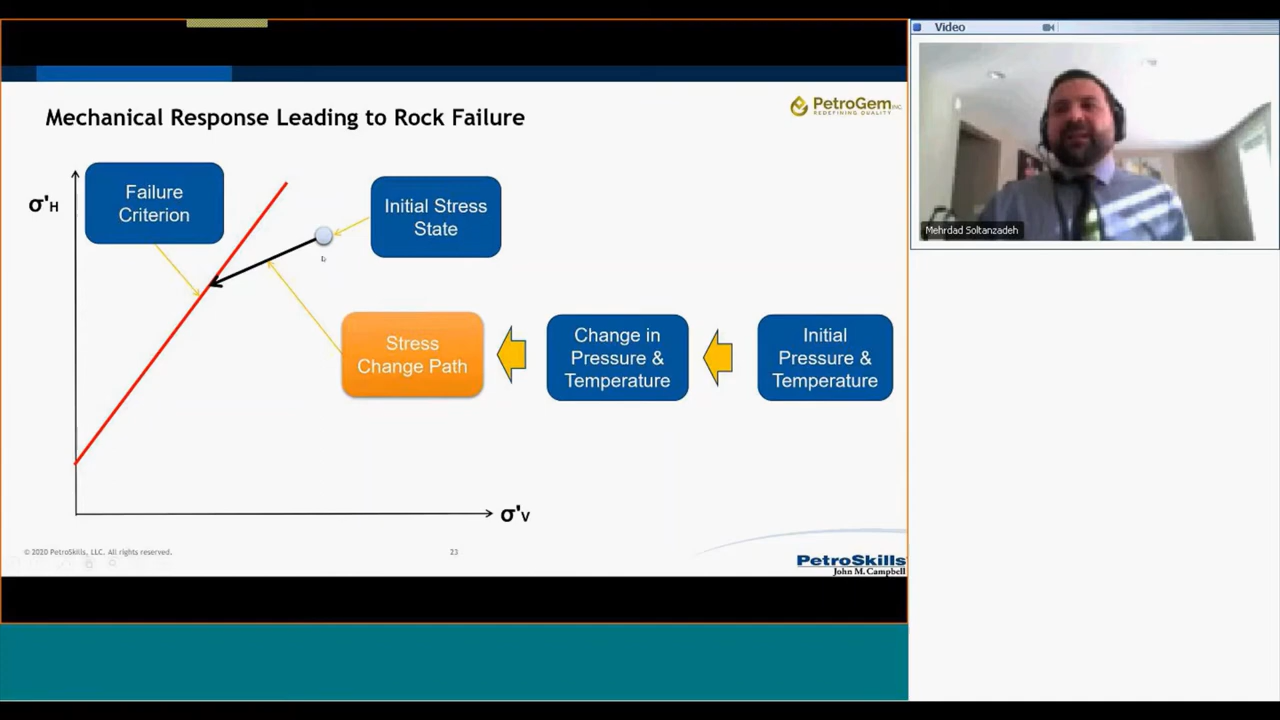 Video
Mechanical Response Leading to Rock Failure
PetroGem INC
REDEFINING QUALITY
Failure
Criterion
Initial Stress
State
σ'H
Mehrdad Soltanzadeh
Stress
Change Path
Change in
Pressure &
Temperature
Initial
Pressure &
Temperature
σ'V
© 2020 PetroSkills, LLC. All rights reserved.
23
PetroSkills
John M. Campbell